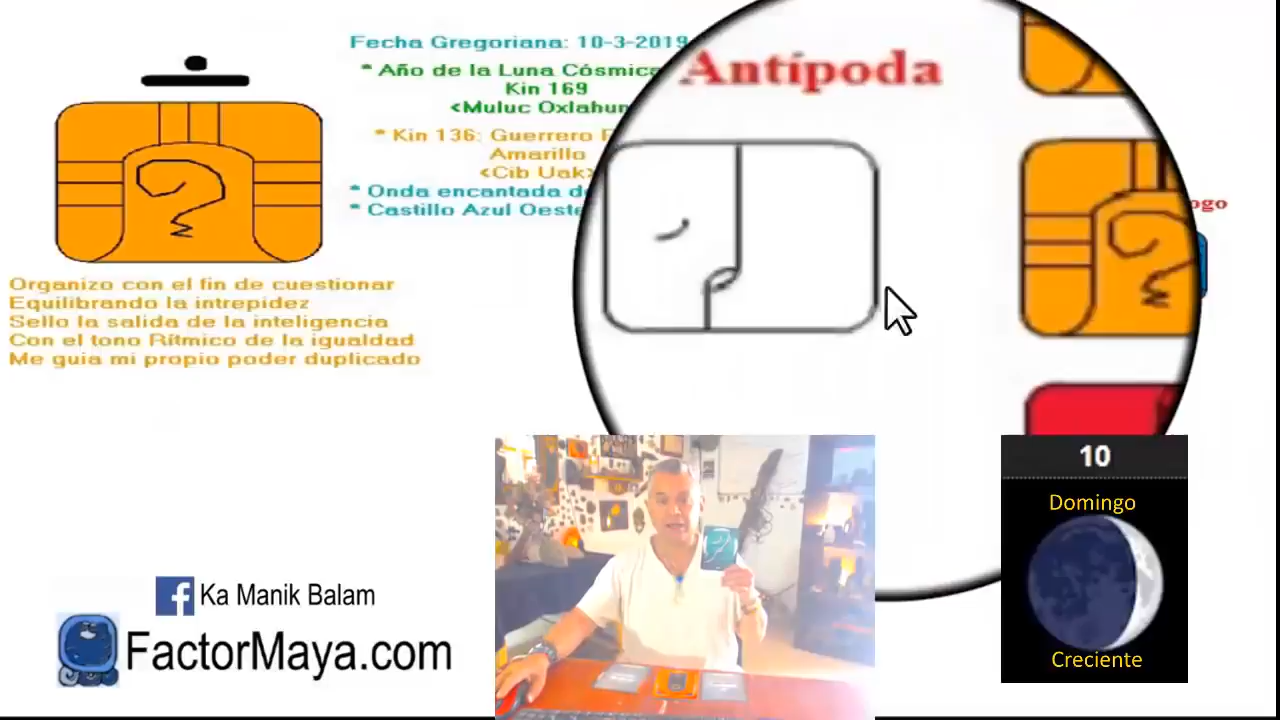 Fecha Gregoriana: 10-3-2019
* Año de la Luna Cósmica
Kin 169
<Muluc Oxlahun
* Kin 136: Guerrero
Amarillo
<Cib Uak>
* Onda encantada
* Castillo Azul Oeste
Antípoda
Organizo con el fin de cuestionar
Equilibrando la intrepidez
Sello la salida de la inteligencia
Con el tono Rítmico de la igualdad
Me guia mi propio poder duplicado
10
Domingo
Creciente
Ka Manik Balam
FactorMaya.com